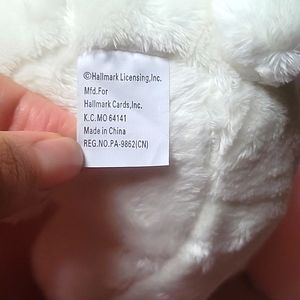 ©Hallmark Licensing,Inc.
Mfd.For
Hallmark Cards,Inc.
K.C.MO 64141
Made in China
REG.NO.PA-9862(CN)